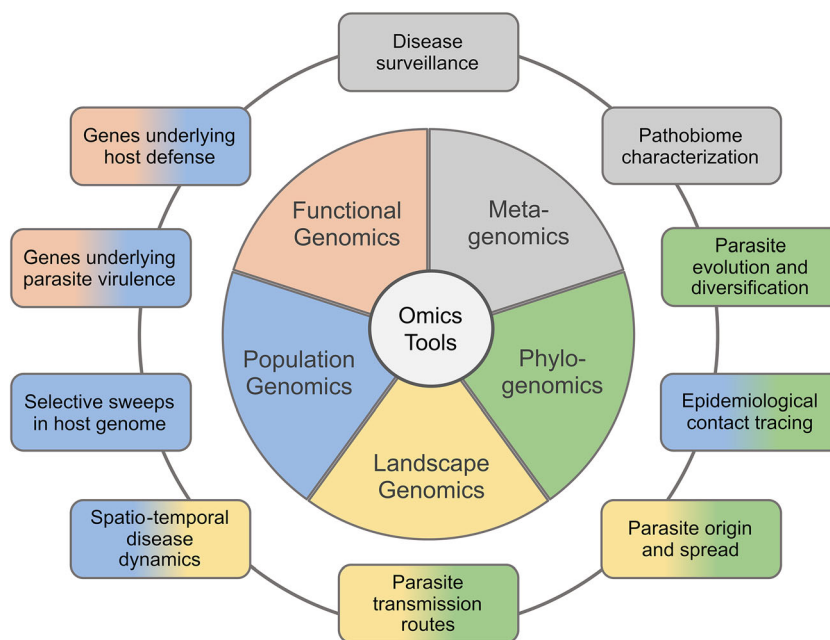 Disease
surveillance
Genes underlying
host defense
Pathobiome
characterization
Functional
Genomics
Meta-
genomics
Genes underlying
parasite virulence
Parasite
evolution and
diversification
Omics
Tools
Population
Genomics
Phylo-
genomics
Selective sweeps
in host genome
Epidemiological
contact tracing
Landscape
Genomics
Spatio-temporal
disease
dynamics
Parasite origin
and spread
Parasite
transmission
routes